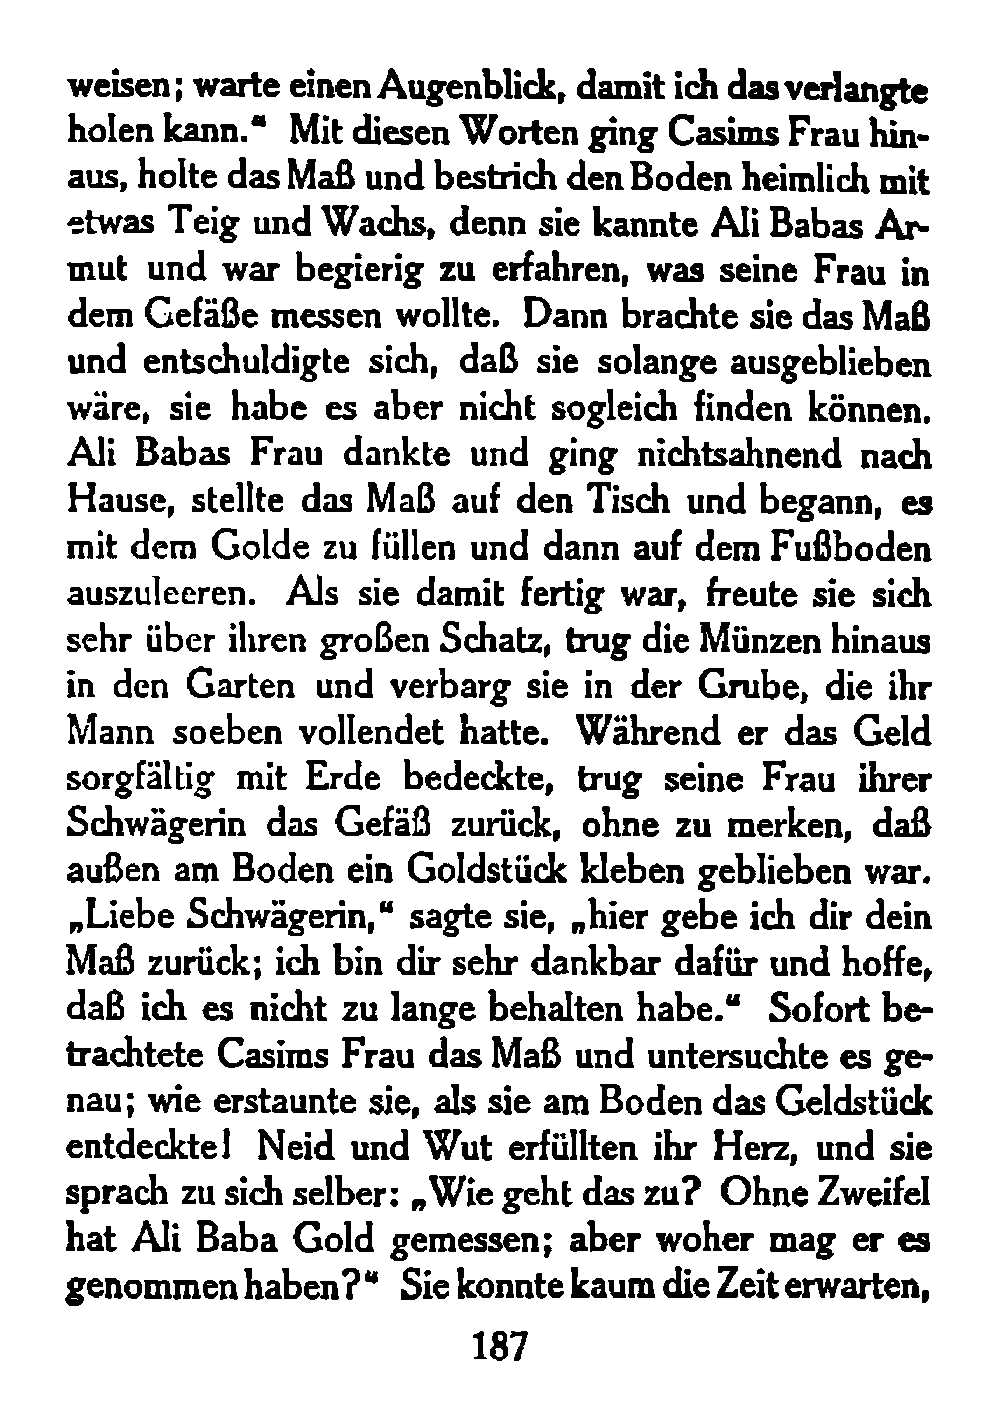 weisen; warte einen Augenblick, damit ich das verlangte
holen kann.“ Mit diesen Worten ging Casims Frau hin-
aus, holte das Maß und bestrich den Boden heimlich mit
etwas Teig und Wachs, denn sie kannte Ali Babas Ar-
mut und war begierig zu erfahren, was seine Frau in
dem Gefäße messen wollte. Dann brachte sie das Maß
und entschuldigte sich, daß sie solange ausgeblieben
wäre, sie habe es aber nicht sogleich finden können.
Ali Babas Frau dankte und ging nichtsahnend nach
Hause, stellte das Maß auf den Tisch und begann, es
mit dem Golde zu füllen und dann auf dem Fußboden
auszuleeren. Als sie damit fertig war, freute sie sich
sehr über ihren großen Schatz, trug die Münzen hinaus
in den Garten und verbarg sie in der Grube, die ihr
Mann soeben vollendet hatte. Während er das Geld
sorgfältig mit Erde bedeckte, trug seine Frau ihrer
Schwägerin das Gefäß zurück, ohne zu merken, daß
außen am Boden ein Goldstück kleben geblieben war.
„Liebe Schwägerin,“ sagte sie, „hier gebe ich dir dein
Maß zurück; ich bin dir sehr dankbar dafür und hoffe,
daß ich es nicht zu lange behalten habe.“ Sofort be-
trachtete Casims Frau das Maß und untersuchte es ge-
nau; wie erstaunte sie, als sie am Boden das Geldstück
entdeckte! Neid und Wut erfüllten ihr Herz, und sie
sprach zu sich selber: „Wie geht das zu? Ohne Zweifel
hat Ali Baba Gold gemessen; aber woher mag er es
genommen haben?“ Sie konnte kaum die Zeit erwarten,
187